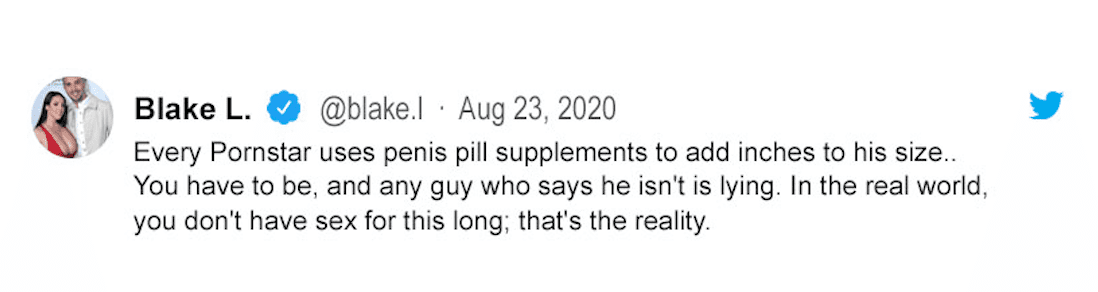 Blake L. @blake.l · Aug 23, 2020
Every Pornstar uses penis pill supplements to add inches to his size..
You have to be, and any guy who says he isn't is lying. In the real world,
you don't have sex for this long; that's the reality.